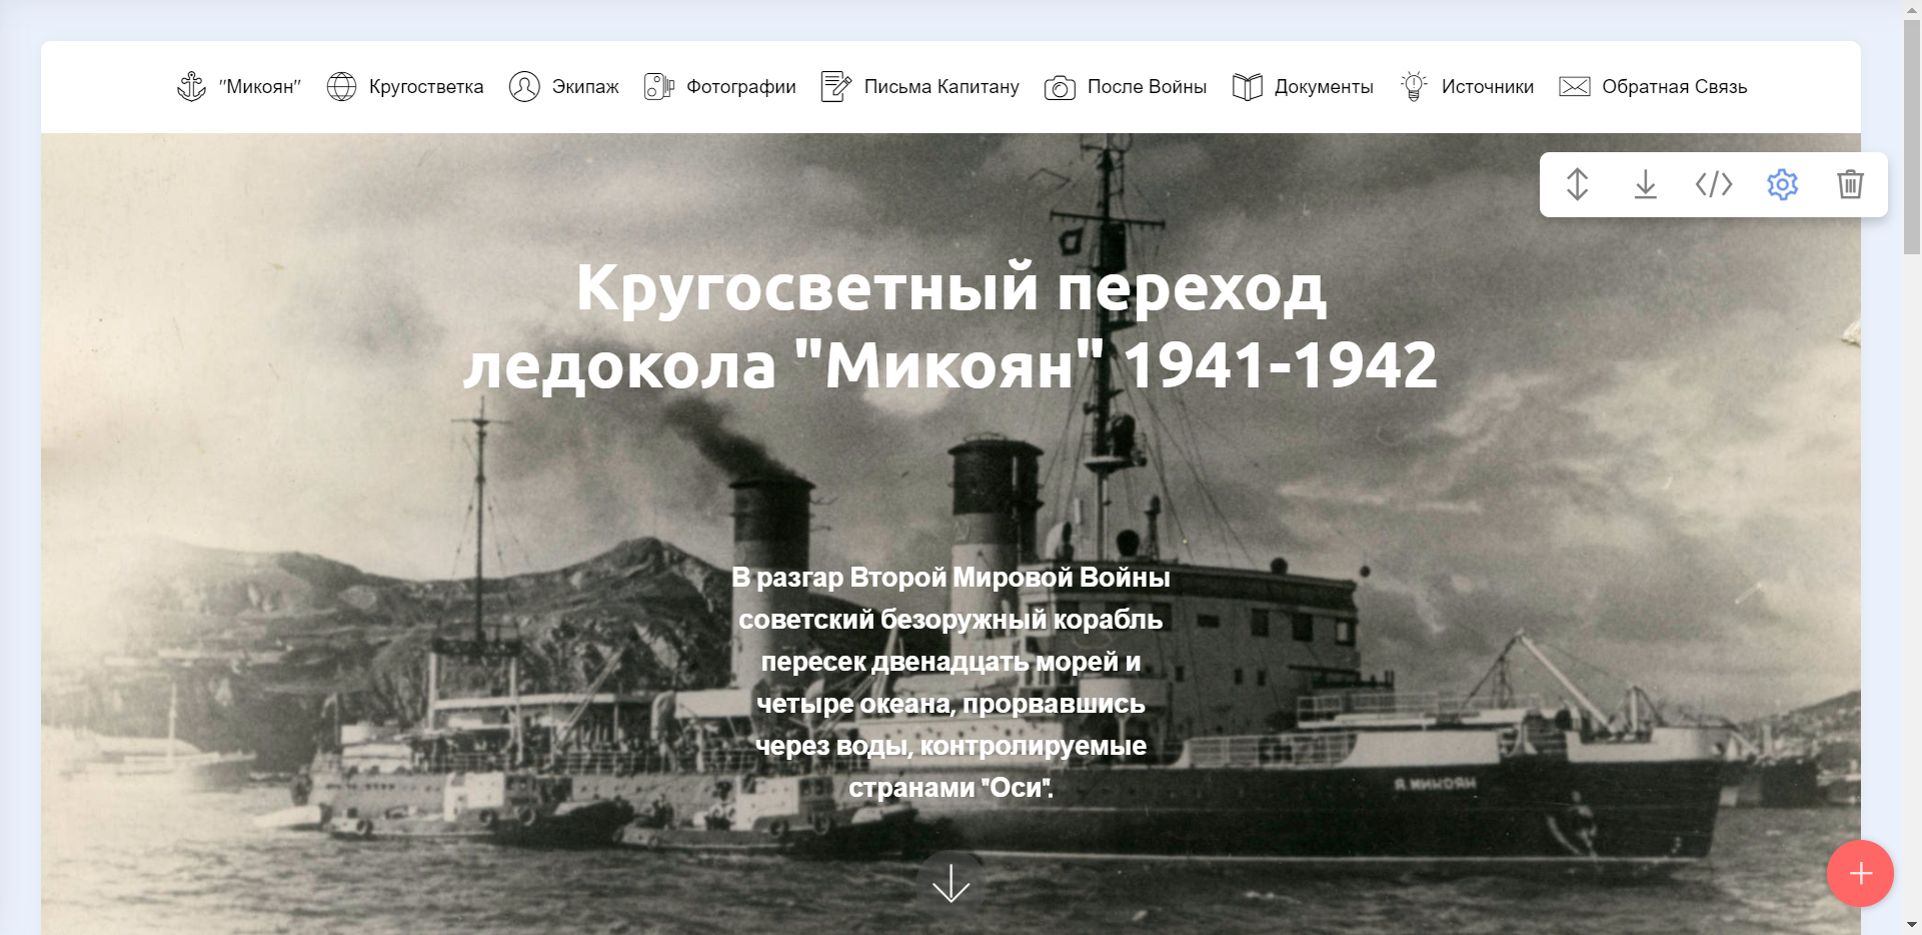 "Микоян" Кругостветка Экипаж Фотографии Письма Капитану После Войны Документы Источники Обратная Связь
Кругосветный переход
ледокола "Микоян" 1941-1942
В разгар Второй Мировой Войны
советский безоружный корабль
пересек двенадцать морей и
четыре океана, прорвавшись
через воды, контролируемые
странами "Оси".
А. МИКОЯН